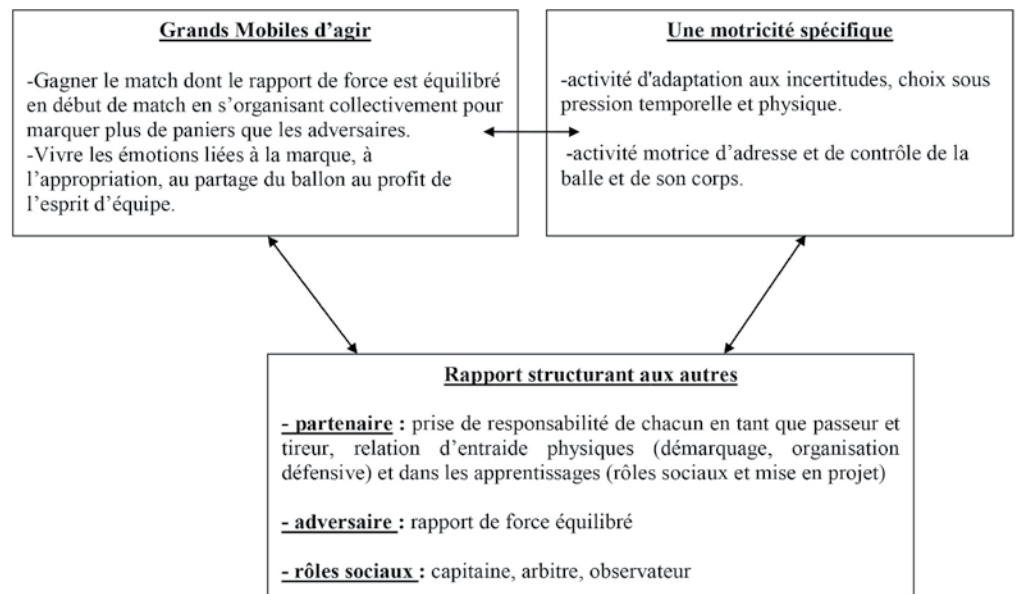 Grands Mobiles d'agir
-Gagner le match dont le rapport de force est équilibré
en début de match en s'organisant collectivement pour
marquer plus de paniers que les adversaires.
-Vivre les émotions liées à la marque, à
l'appropriation, au partage du ballon au profit de
l'esprit d'équipe.
Une motricité spécifique
-activité d'adaptation aux incertitudes, choix sous
pression temporelle et physique.
-activité motrice d'adresse et de contrôle de la
balle et de son corps.
Rapport structurant aux autres
- partenaire : prise de responsabilité de chacun en tant que passeur et
tireur, relation d'entraide physiques (démarquage, organisation
défensive) et dans les apprentissages (rôles sociaux et mise en projet)
- adversaire : rapport de force équilibré
- rôles sociaux : capitaine, arbitre, observateur